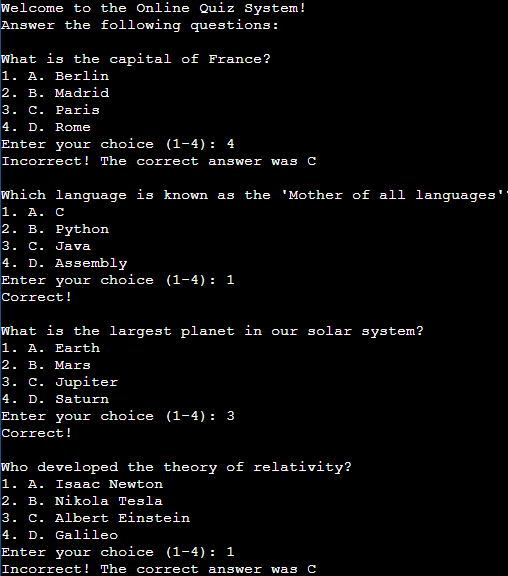 Welcome to the Online Quiz System!
Answer the following questions:

What is the capital of France?
1. A. Berlin
2. B. Madrid
3. C. Paris
4. D. Rome
Enter your choice (1-4): 4
Incorrect! The correct answer was C

Which language is known as the 'Mother of all languages'?
1. A. C
2. B. Python
3. C. Java
4. D. Assembly
Enter your choice (1-4): 1
Correct!

What is the largest planet in our solar system?
1. A. Earth
2. B. Mars
3. C. Jupiter
4. D. Saturn
Enter your choice (1-4): 3
Correct!

Who developed the theory of relativity?
1. A. Isaac Newton
2. B. Nikola Tesla
3. C. Albert Einstein
4. D. Galileo
Enter your choice (1-4): 1
Incorrect! The correct answer was C